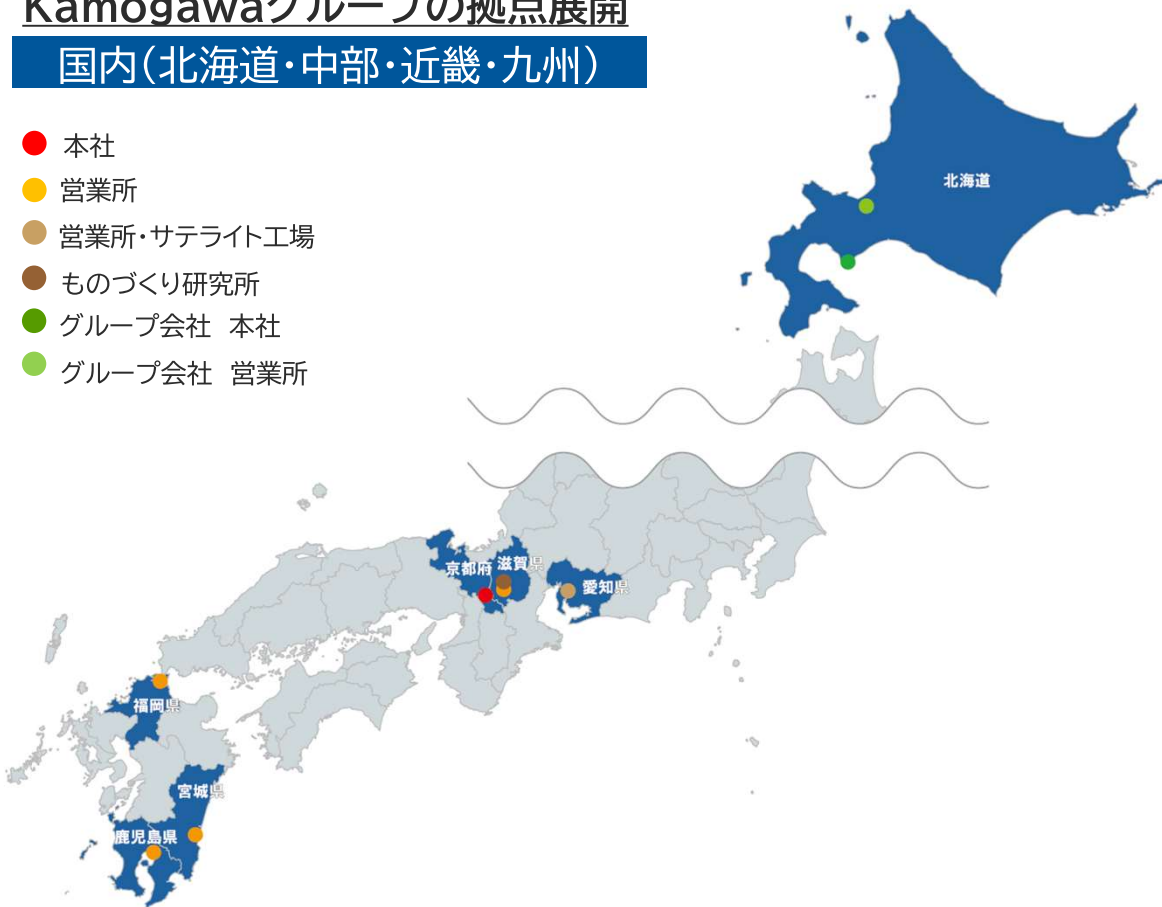 Kamogawaグループの拠点展開
国内(北海道・中部・近畿・九州)
本社
営業所
営業所・サテライト工場
ものづくり研究所
グループ会社　本社
グループ会社　営業所
北海道
京都府
滋賀県
愛知県
福岡県
宮城県
鹿児島県